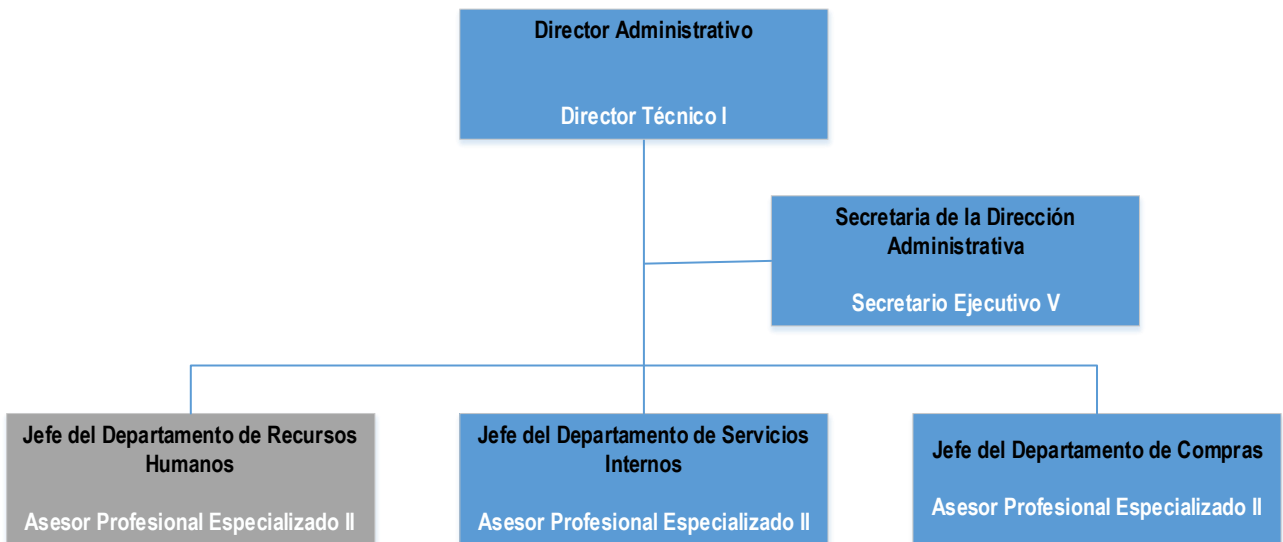 Director Administrativo
Director Técnico I
Secretaria de la Dirección
Administrativa
Secretario Ejecutivo V
Jefe del Departamento de Recursos
Humanos
Asesor Profesional Especializado II
Jefe del Departamento de Servicios
Internos
Asesor Profesional Especializado II
Jefe del Departamento de Compras
Asesor Profesional Especializado II